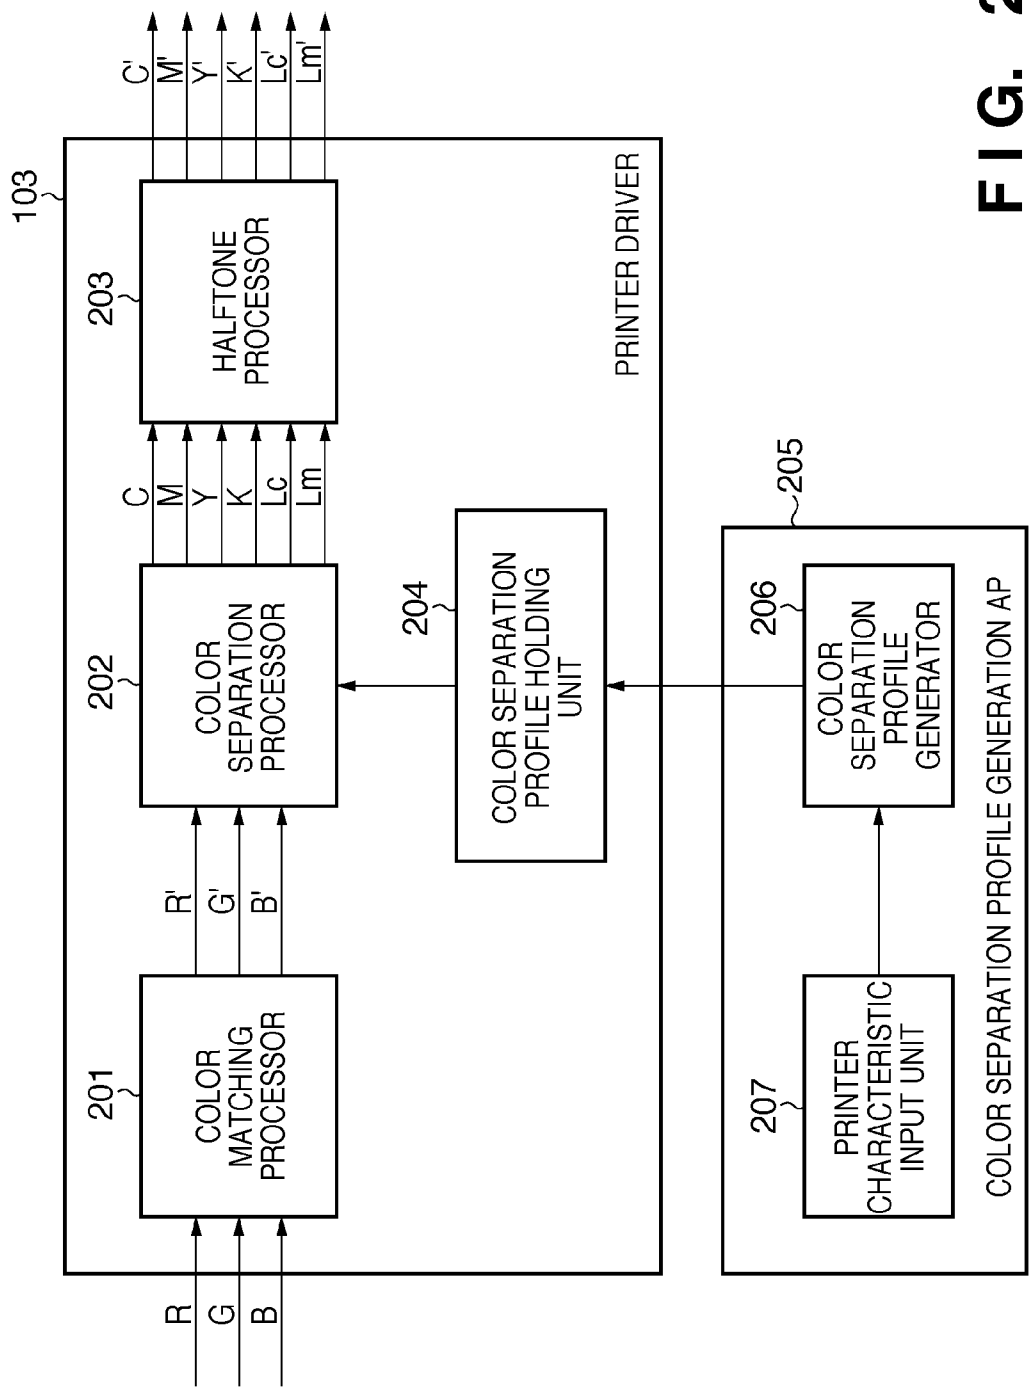 FIG. 2
103
R
G
B
201
COLOR
MATCHING
PROCESSOR
R'
G'
B'
202
COLOR
SEPARATION
PROCESSOR
C
M
Y
K
Lc
Lm
203
HALFTONE
PROCESSOR
C'
M'
Y'
K'
Lc'
Lm'
204
COLOR SEPARATION
PROFILE HOLDING
UNIT
PRINTER DRIVER
205
207
PRINTER
CHARACTERISTIC
INPUT UNIT
206
COLOR
SEPARATION
PROFILE
GENERATOR
COLOR SEPARATION PROFILE GENERATION AP